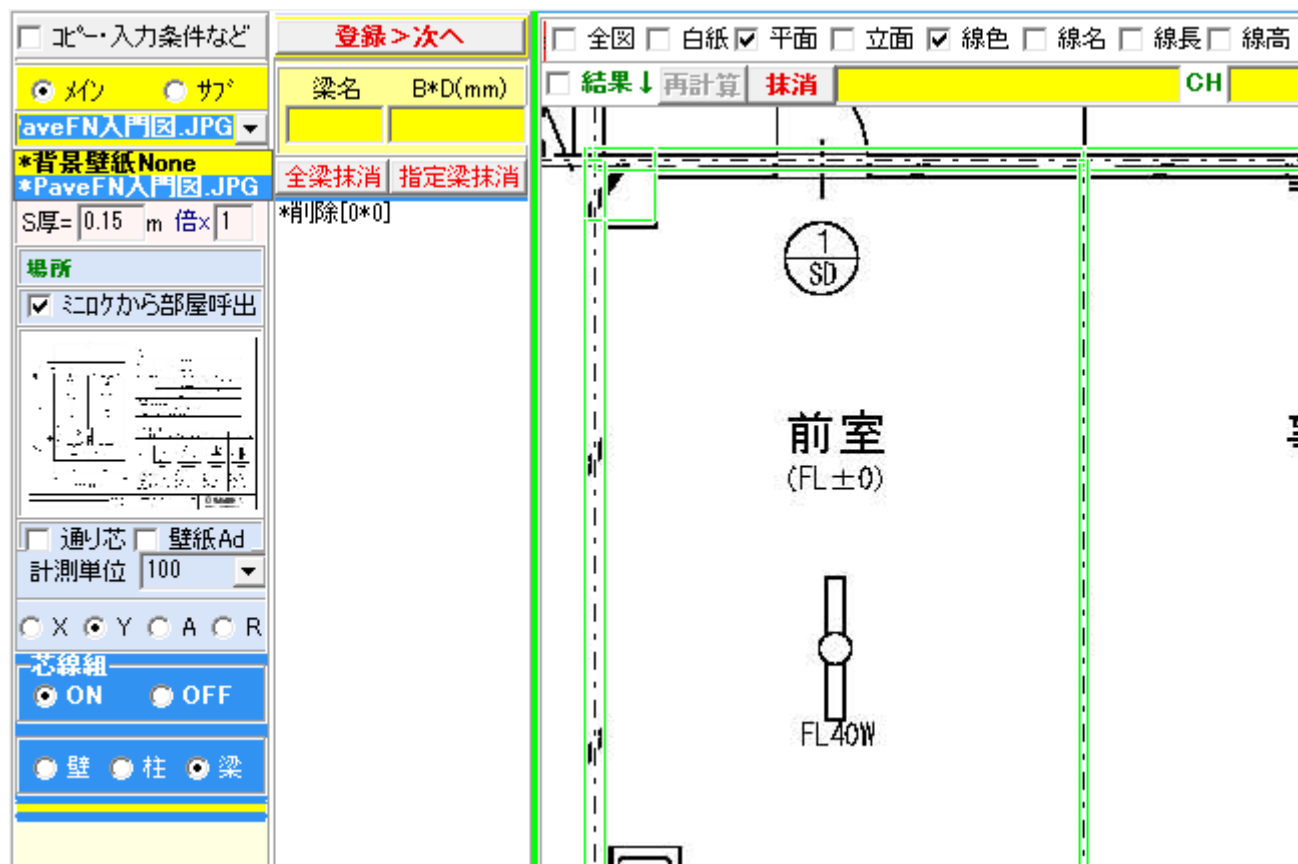 コピー・入力条件など
メイン サブ
aveFN入門図.JPG
*背景壁紙None
*PaveFN入門図.JPG
S厚= 0.15 m 倍× 1
場所
ミニロケから部屋呼出
通り芯 壁紙Ad
計測単位 100
X Y A R
芯線組
ON OFF
壁 柱 梁
登録>次へ
梁名 B*D(mm)
全梁抹消 指定梁抹消
*削除[0*0]
全図 白紙 平面 立面 線色 線名 線長 線高
結果↓ 再計算 抹消 CH
1
SD
前室
(FL±0)
FL40W